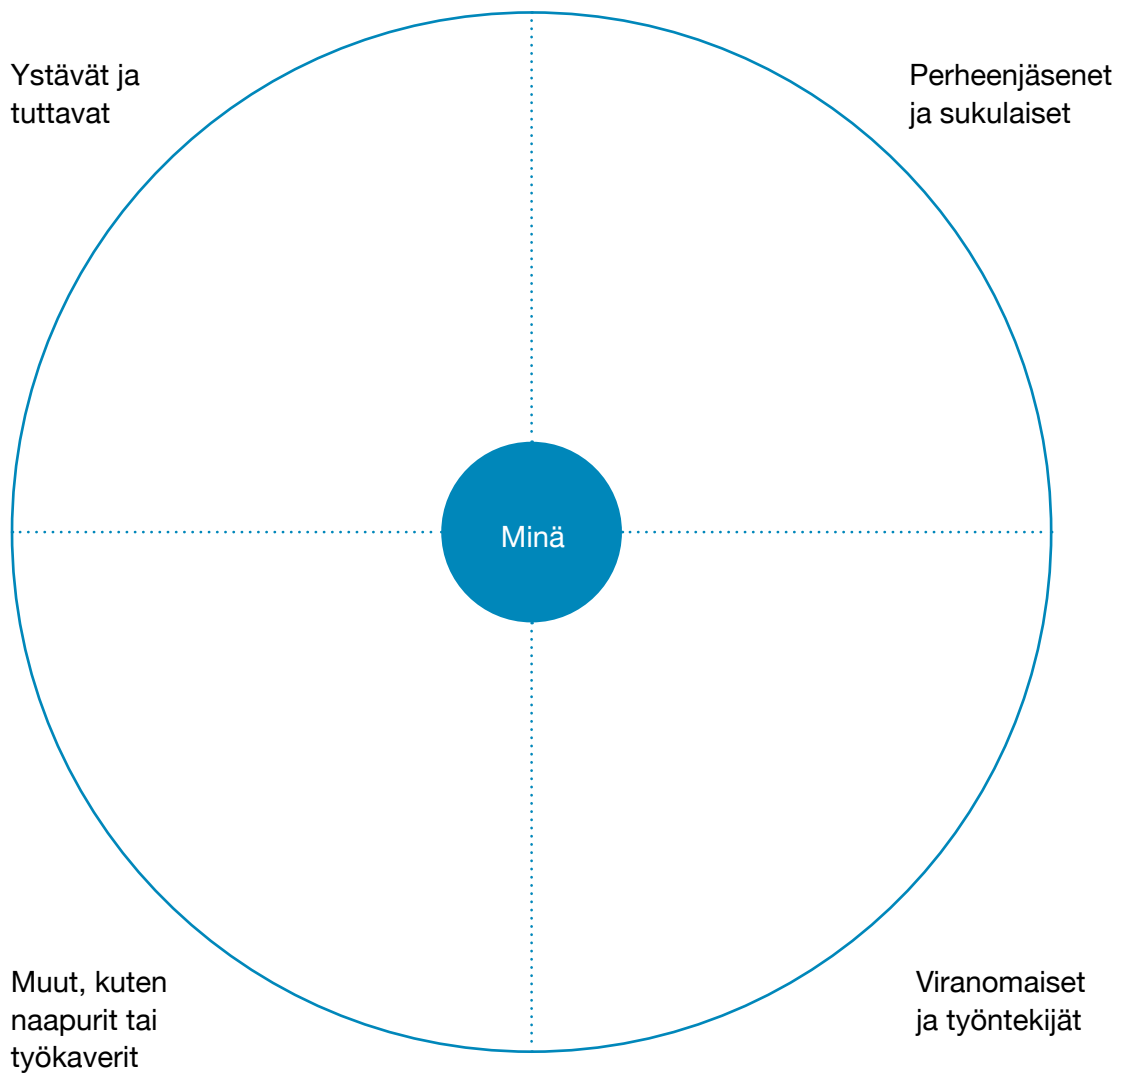 Ystävät ja
tuttavat
Perheenjäsenet
ja sukulaiset
Minä
Muut, kuten
naapurit tai
työkaverit
Viranomaiset
ja työntekijät